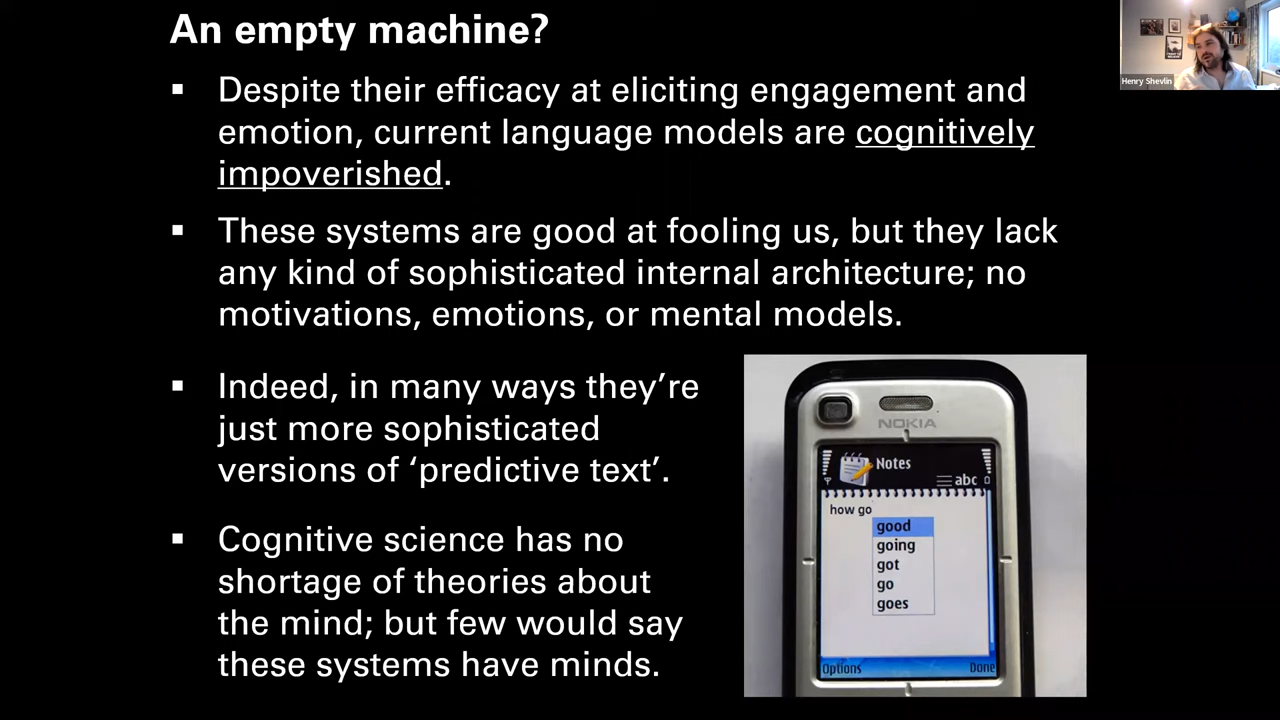 An empty machine?
▪ Despite their efficacy at eliciting engagement and
emotion, current language models are cognitively
impoverished.
▪ These systems are good at fooling us, but they lack
any kind of sophisticated internal architecture; no
motivations, emotions, or mental models.
▪ Indeed, in many ways they’re
just more sophisticated
versions of ‘predictive text’.
▪ Cognitive science has no
shortage of theories about
the mind; but few would say
these systems have minds.
Henry Shevlin
NOKIA
Notes
abc
how go
good
going
got
go
goes
Options
Done